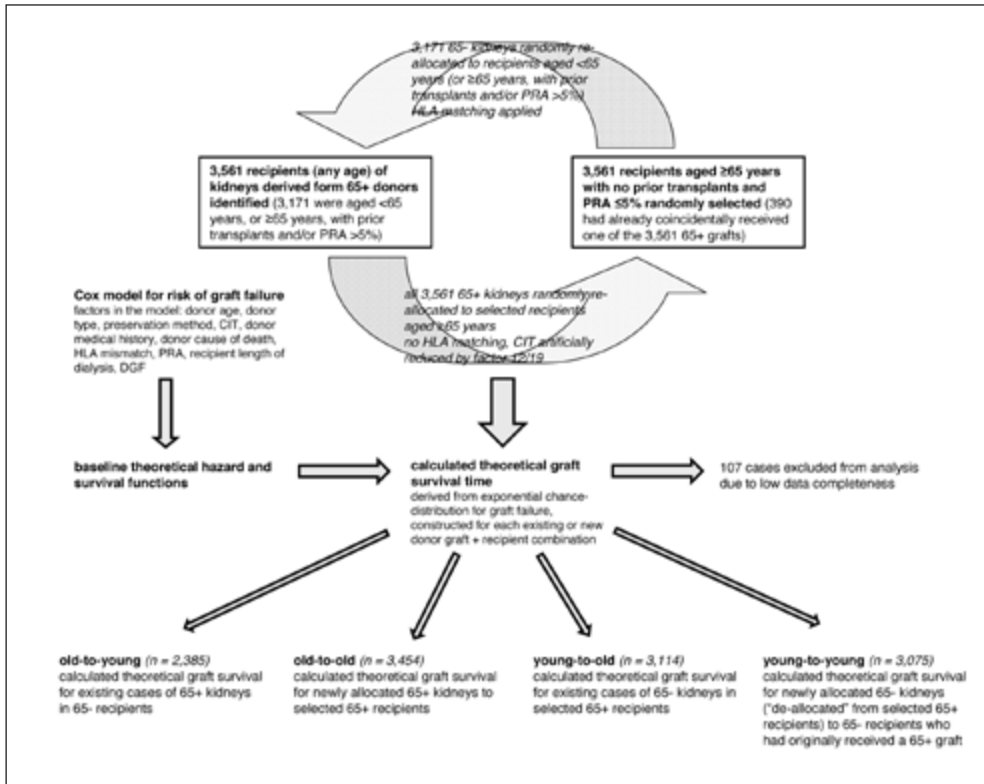 3,171 65- kidneys randomly re-
allocated to recipients aged <65
years (or ≥65 years, with prior
transplants and/or PRA >5%)
HLA matching applied
3,561 recipients (any age) of
kidneys derived form 65+ donors
identified (3,171 were aged <65
years, or ≥65 years, with prior
transplants and/or PRA >5%)
3,561 recipients aged ≥65 years
with no prior transplants and
PRA ≤5% randomly selected (390
had already coincidentally received
one of the 3,561 65+ grafts)
Cox model for risk of graft failure
factors in the model: donor age, donor
type, preservation method, CIT, donor
medical history, donor cause of death,
HLA mismatch, PRA, recipient length of
dialysis, DGF
all 3,561 65+ kidneys randomly re-
allocated to selected recipients
aged ≥65 years
no HLA matching, CIT artificially
reduced by factor 12/19
baseline theoretical hazard and
survival functions
calculated theoretical graft
survival time
derived from exponential chance-
distribution for graft failure,
constructed for each existing or new
donor graft + recipient combination
107 cases excluded from analysis
due to low data completeness
old-to-young (n = 2,385)
calculated theoretical graft survival
for existing cases of 65+ kidneys
in 65- recipients
old-to-old (n = 3,454)
calculated theoretical graft survival
for newly allocated 65+ kidneys to
selected 65+ recipients
young-to-old (n = 3,114)
calculated theoretical graft survival
for existing cases of 65- kidneys in
selected 65+ recipients
young-to-young (n = 3,075)
calculated theoretical graft survival
for newly allocated 65- kidneys
("de-allocated" from selected 65+
recipients) to 65- recipients who
had originally received a 65+ graft